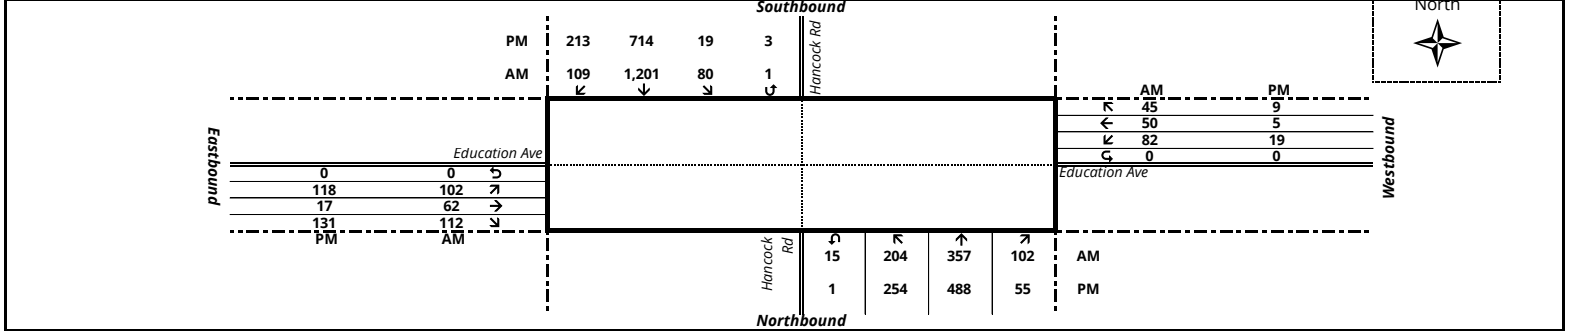 Southbound
North
PM 213 714 19 3
Hancock Rd
AM 109 1,201 80 1
AM PM
45 9
50 5
82 19
0 0
Eastbound
Education Ave
Westbound
Education Ave
0 0
118 102
17 62
131 112
PM AM
Hancock Rd
15 204 357 102 AM
1 254 488 55 PM
Northbound